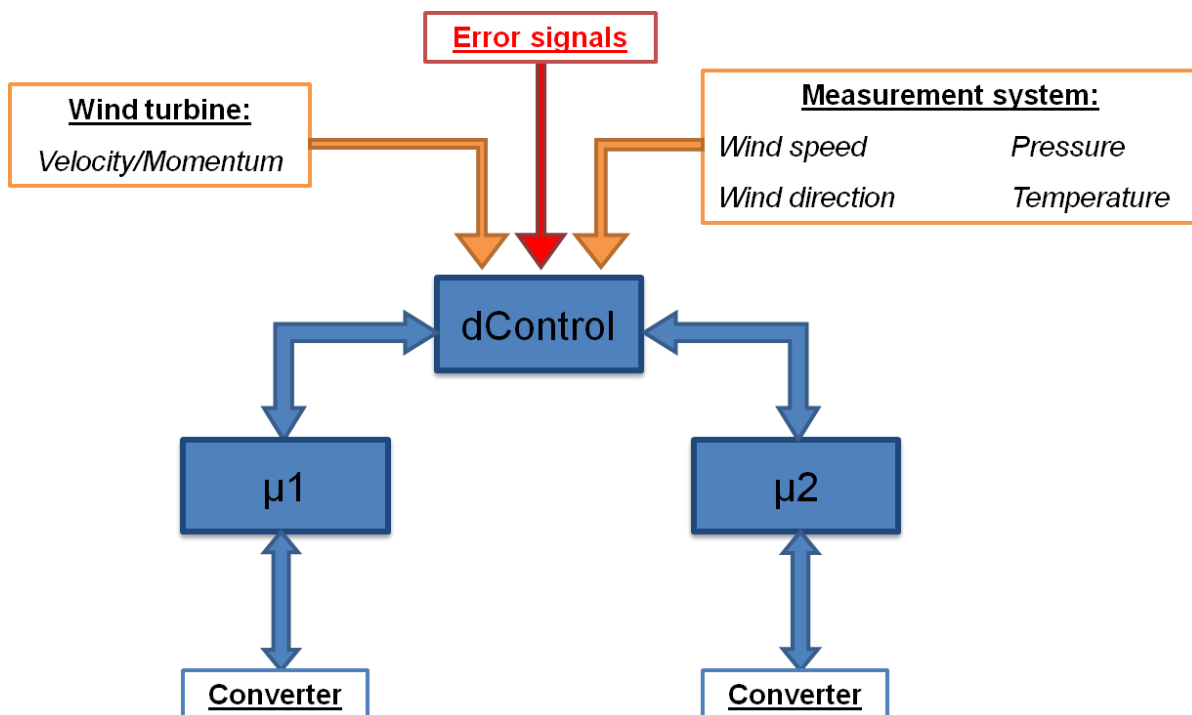 Error signals
Wind turbine:
Velocity/Momentum
Measurement system:
Wind speed Pressure
Wind direction Temperature
dControl
µ1 µ2
Converter Converter